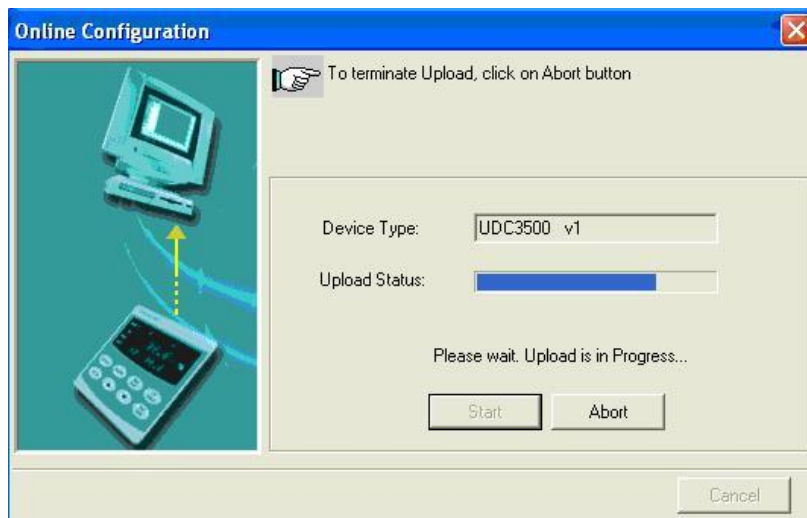 Online Configuration
To terminate Upload, click on Abort button
Device Type: UDC3500 v1
Upload Status:
Please wait. Upload is in Progress...
Start Abort
Cancel